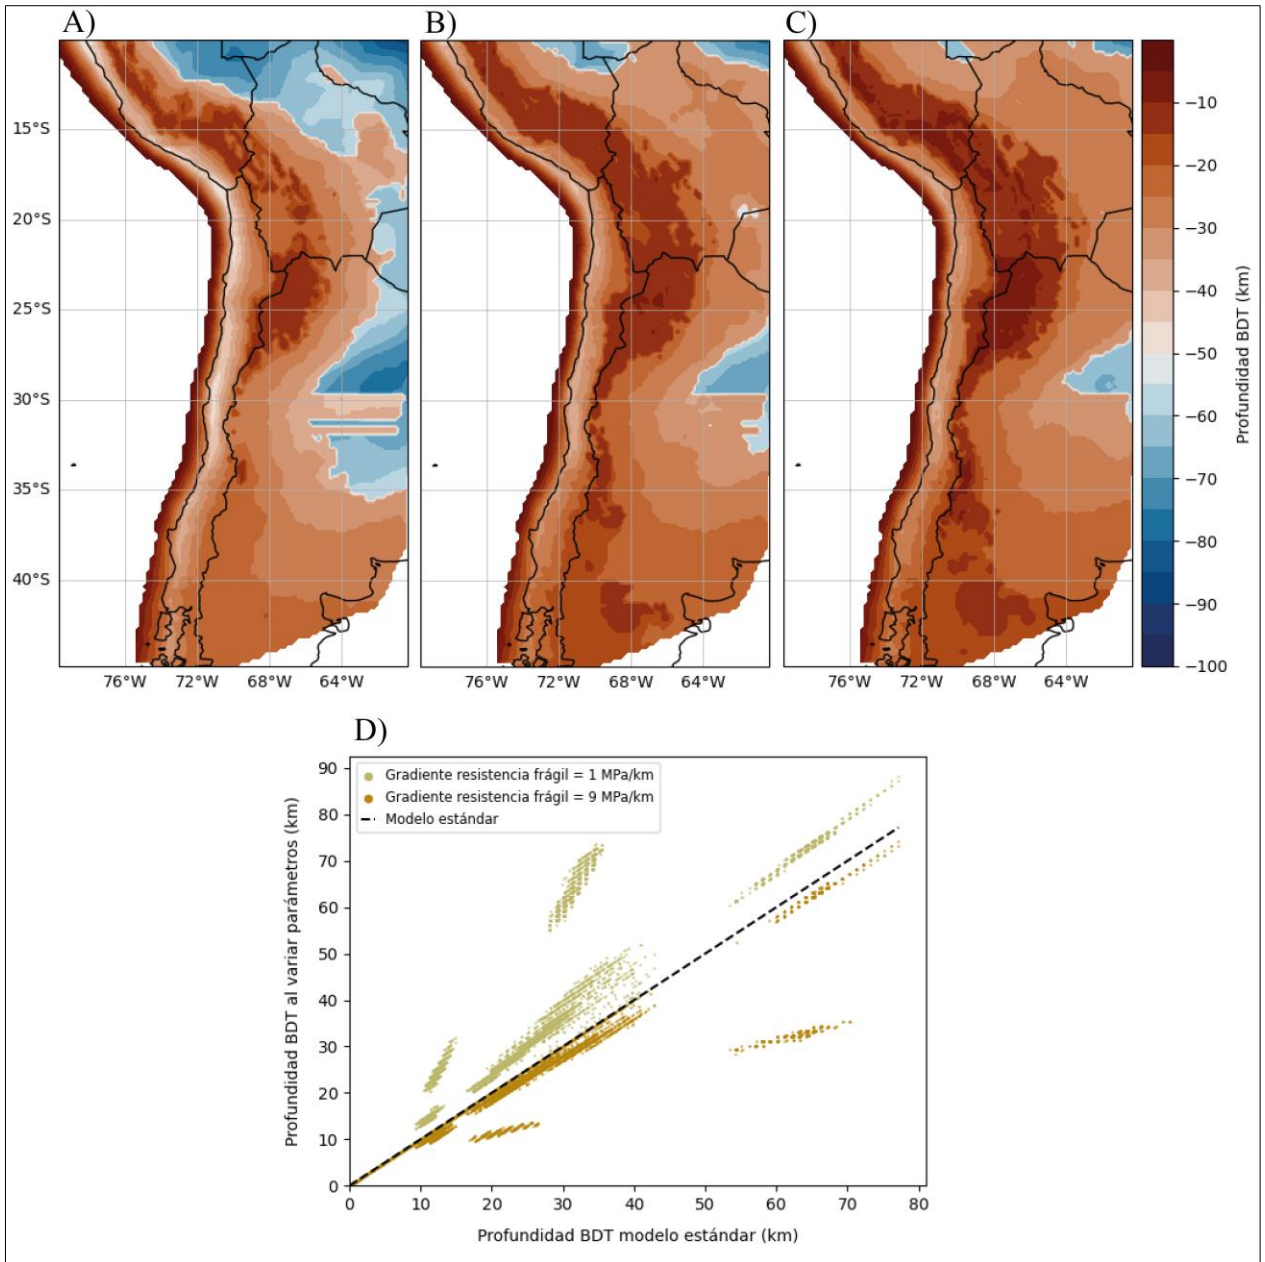 A)
B)
C)
15°S
20°S
25°S
30°S
35°S
40°S
76°W 72°W 68°W 64°W
76°W 72°W 68°W 64°W
76°W 72°W 68°W 64°W
−10
−20
−30
−40
−50
−60
−70
−80
−90
−100
Profundidad BDT (km)
D)
Gradiente resistencia frágil = 1 MPa/km
Gradiente resistencia frágil = 9 MPa/km
Modelo estándar
Profundidad BDT al variar parámetros (km)
90
80
70
60
50
40
30
20
10
0
0 10 20 30 40 50 60 70 80
Profundidad BDT modelo estándar (km)